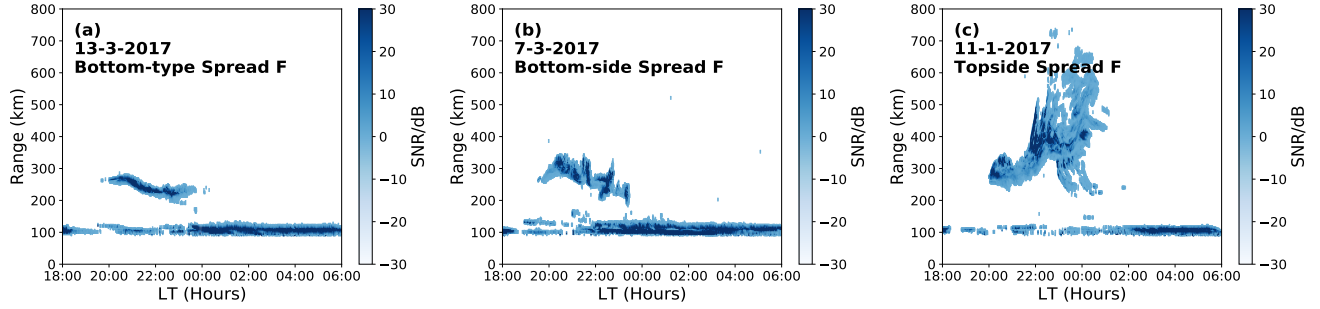 (a)
13-3-2017
Bottom-type Spread F
800
700
600
500
400
300
200
100
0
Range (km)
18:00 20:00 22:00 00:00 02:00 04:00 06:00
LT (Hours)
30
20
10
0
−10
−20
−30
SNR/dB
(b)
7-3-2017
Bottom-side Spread F
800
700
600
500
400
300
200
100
0
Range (km)
18:00 20:00 22:00 00:00 02:00 04:00 06:00
LT (Hours)
30
20
10
0
−10
−20
−30
SNR/dB
(c)
11-1-2017
Topside Spread F
800
700
600
500
400
300
200
100
0
Range (km)
18:00 20:00 22:00 00:00 02:00 04:00 06:00
LT (Hours)
30
20
10
0
−10
−20
−30
SNR/dB